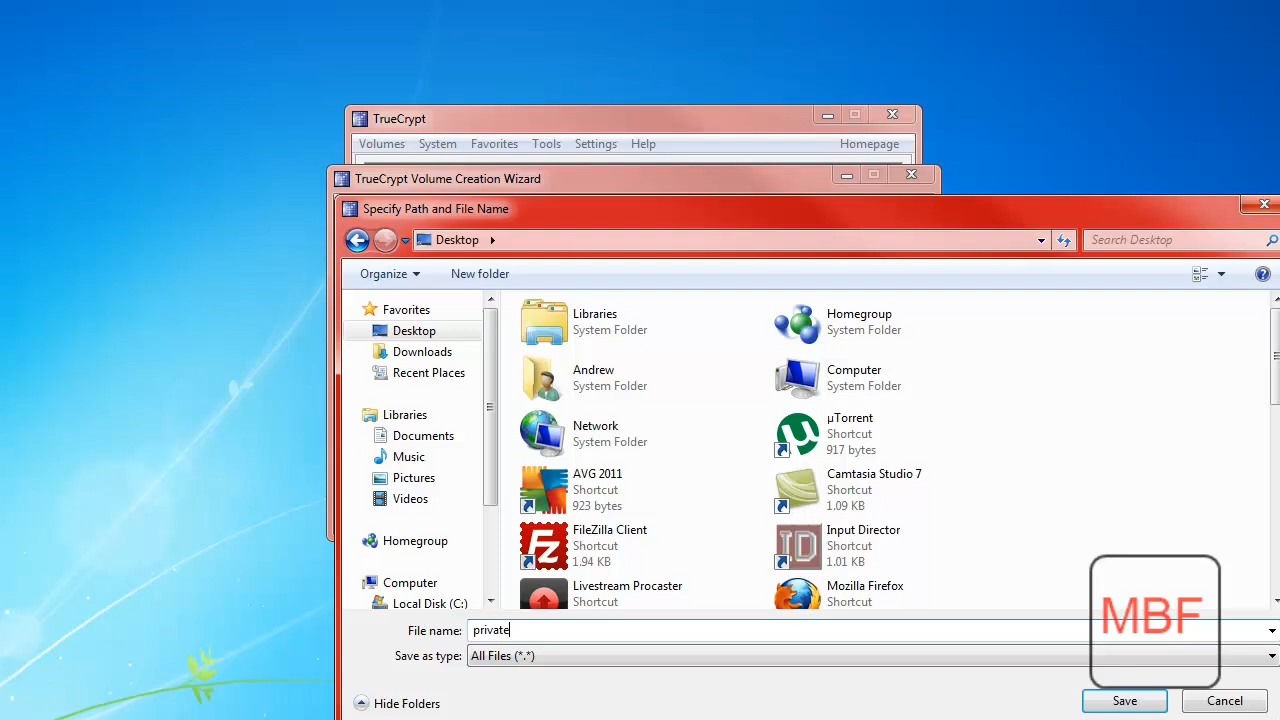 TrueCrypt
Volumes System Favorites Tools Settings Help Homepage
TrueCrypt Volume Creation Wizard
Specify Path and File Name
Desktop
Search Desktop
Organize New folder
Favorites
Desktop
Downloads
Recent Places
Libraries
Documents
Music
Pictures
Videos
Homegroup
Computer
Local Disk (C:)
Libraries
System Folder
Homegroup
System Folder
Andrew
System Folder
Computer
System Folder
Network
System Folder
µTorrent
Shortcut
917 bytes
AVG 2011
Shortcut
923 bytes
Camtasia Studio 7
Shortcut
1.09 KB
Fz
FileZilla Client
Shortcut
1.94 KB
ID
Input Director
Shortcut
1.01 KB
Livestream Procaster
Shortcut
Mozilla Firefox
Shortcut
File name: private
Save as type: All Files (*.*)
Hide Folders
Save Cancel
MBF